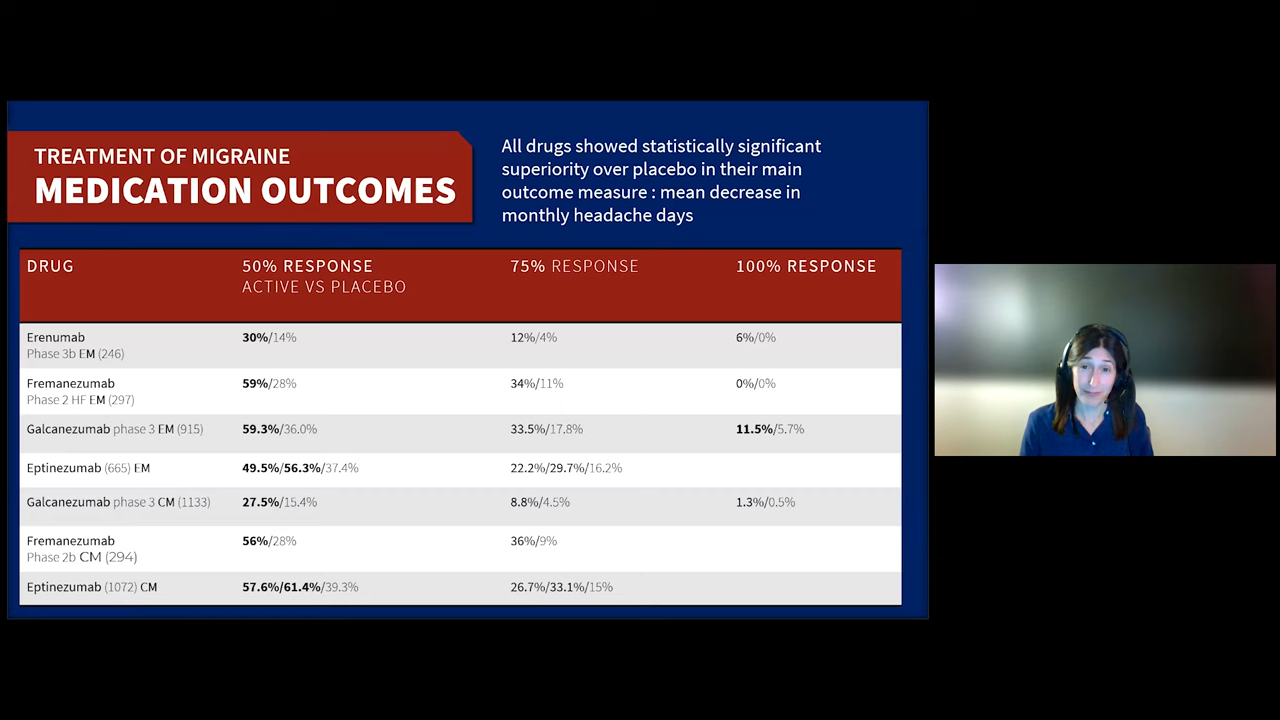 TREATMENT OF MIGRAINE
MEDICATION OUTCOMES
All drugs showed statistically significant
superiority over placebo in their main
outcome measure : mean decrease in
monthly headache days
DRUG 50% RESPONSE 75% RESPONSE 100% RESPONSE
ACTIVE VS PLACEBO
Erenumab 30%/14% 12%/4% 6%/0%
Phase 3b EM (246)
Fremanezumab 59%/28% 34%/11% 0%/0%
Phase 2 HF EM (297)
Galcanezumab phase 3 EM (915) 59.3%/36.0% 33.5%/17.8% 11.5%/5.7%
Eptinezumab (665) EM 49.5%/56.3%/37.4% 22.2%/29.7%/16.2%
Galcanezumab phase 3 CM (1133) 27.5%/15.4% 8.8%/4.5% 1.3%/0.5%
Fremanezumab 56%/28% 36%/9%
Phase 2b CM (294)
Eptinezumab (1072) CM 57.6%/61.4%/39.3% 26.7%/33.1%/15%